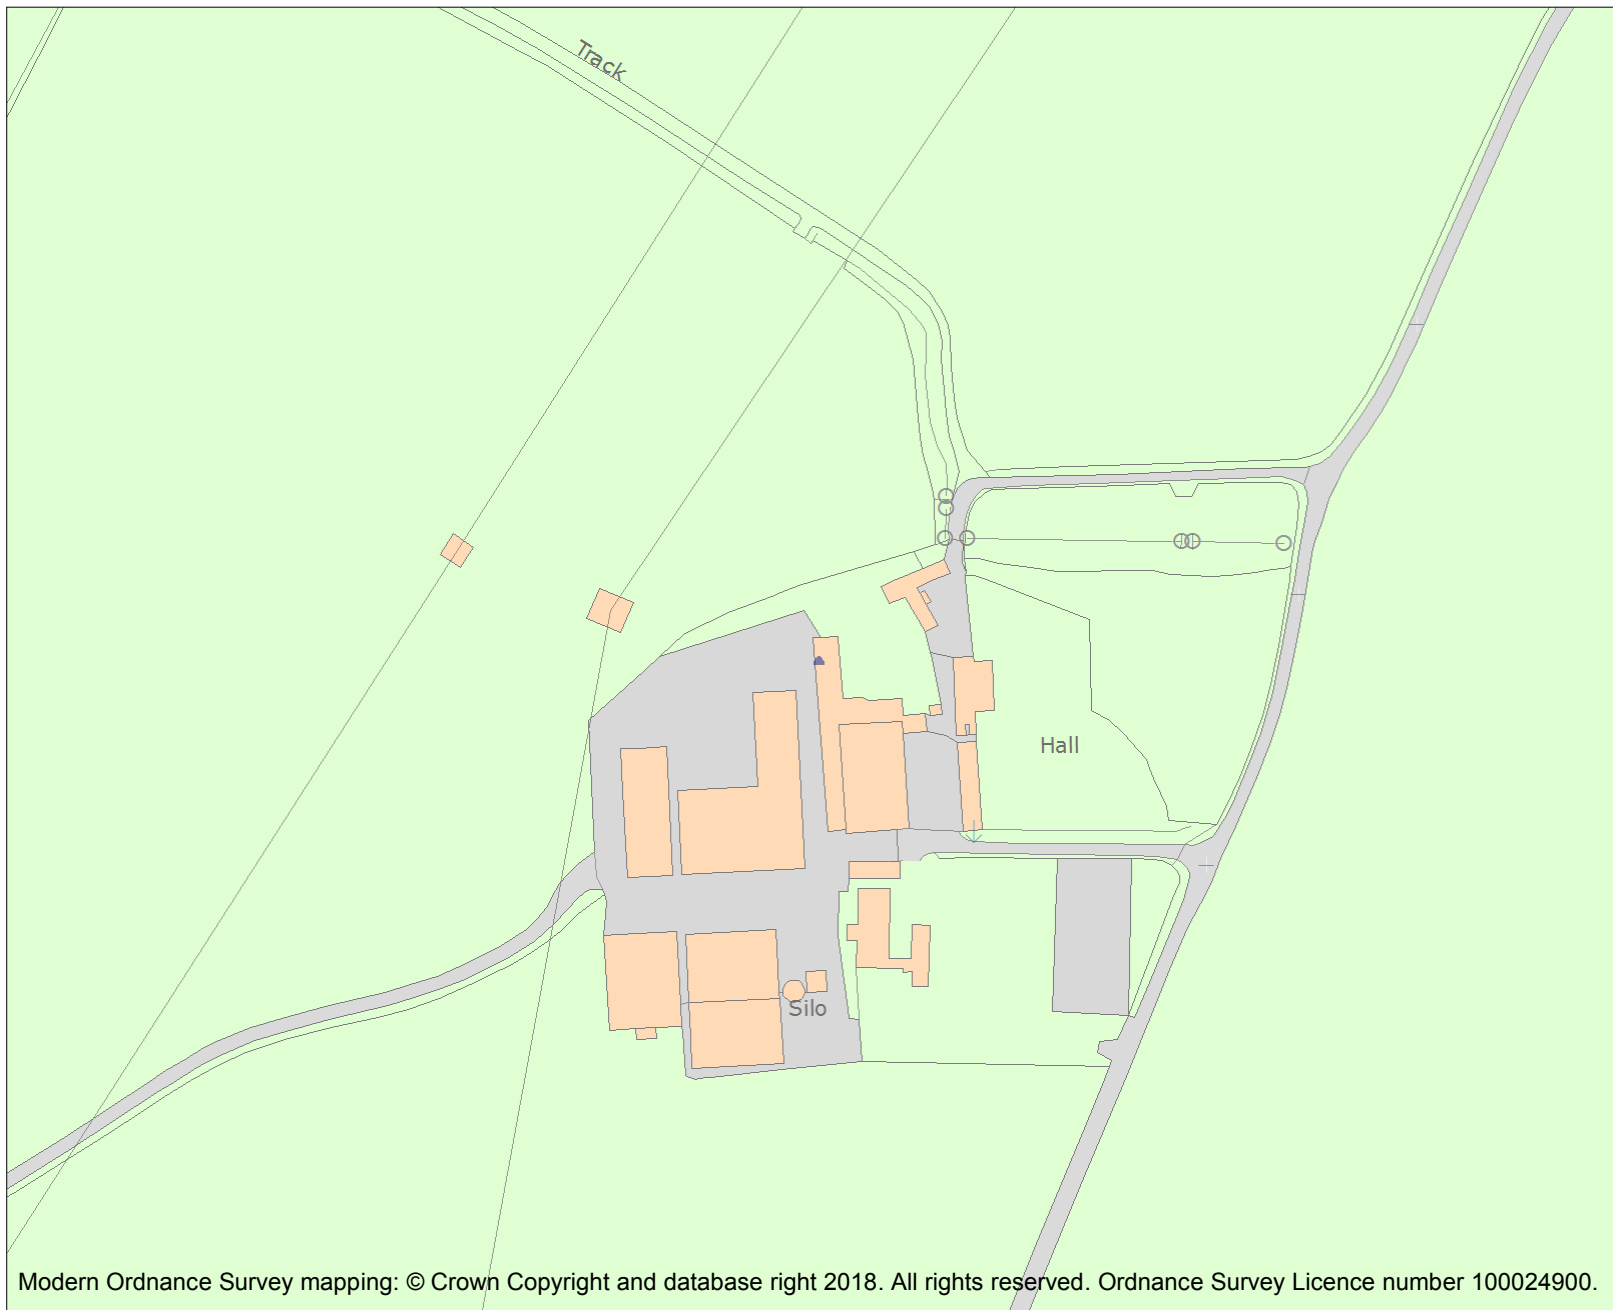 Track
Hall
Silo
Modern Ordnance Survey mapping: © Crown Copyright and database right 2018. All rights reserved. Ordnance Survey Licence number 100024900.